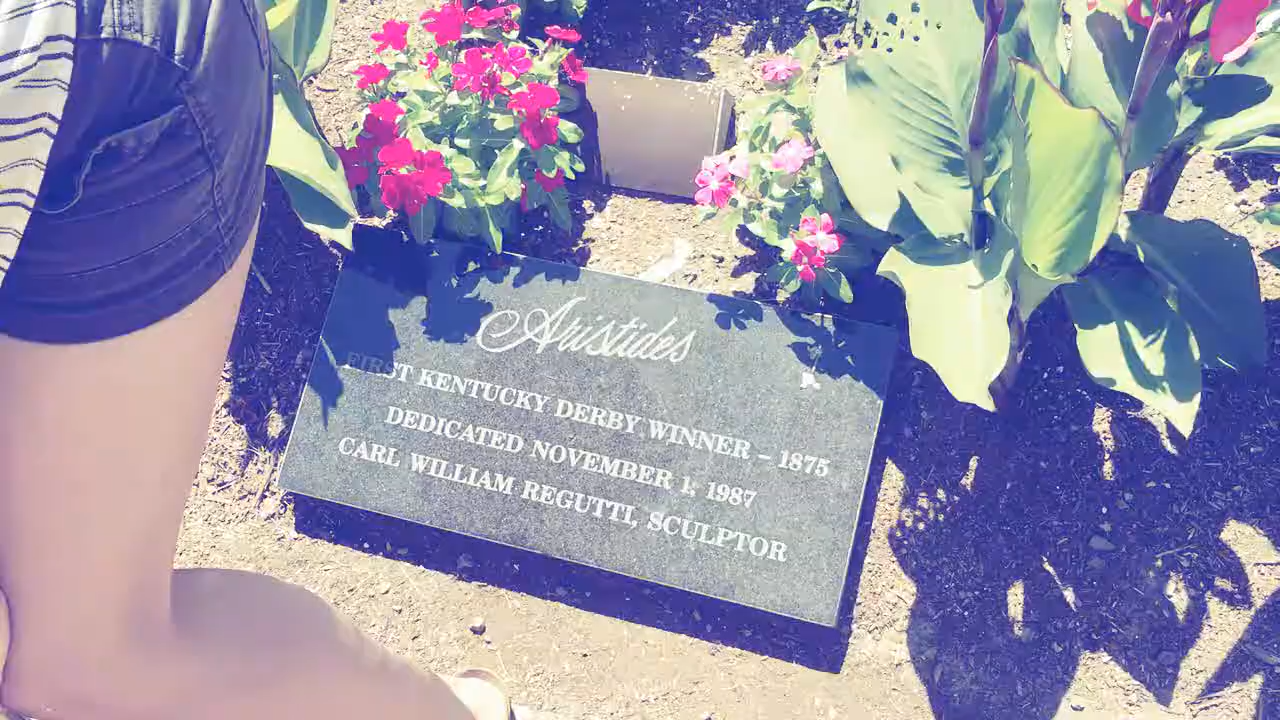 Aristides
FIRST KENTUCKY DERBY WINNER – 1875
DEDICATED NOVEMBER 1, 1987
CARL WILLIAM REGUTTI, SCULPTOR